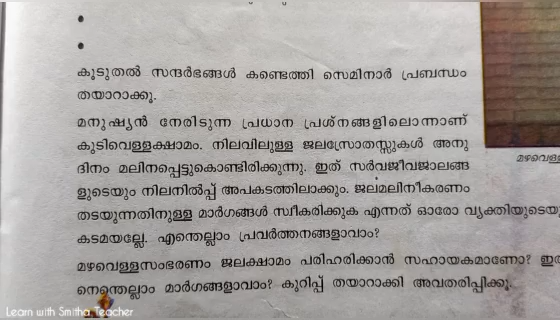 കൂടുതൽ സന്ദർഭങ്ങൾ കണ്ടെത്തി സെമിനാർ പ്രബന്ധം
തയാറാക്കൂ.
മനുഷ്യൻ നേരിടുന്ന പ്രധാന പ്രശ്നങ്ങളിലൊന്നാണ്
കുടിവെള്ളക്ഷാമം. നിലവിലുള്ള ജലസ്രോതസ്സുകൾ അനു
ദിനം മലിനപ്പെട്ടുകൊണ്ടിരിക്കുന്നു. ഇത് സർവജീവജാലങ്ങ
ളുടെയും നിലനിൽപ്പ് അപകടത്തിലാക്കും. ജലമലിനീകരണം
തടയുന്നതിനുള്ള മാർഗങ്ങൾ സ്വീകരിക്കുക എന്നത് ഓരോ വ്യക്തിയുടെയു
കടമയല്ലേ. എന്തെല്ലാം പ്രവർത്തനങ്ങളാവാം?
മഴവെള്ളസംഭരണം ജലക്ഷാമം പരിഹരിക്കാൻ സഹായകമാണോ?
നെന്തെല്ലാം മാർഗങ്ങളാവാം? കുറിപ്പ് തയാറാക്കി അവതരിപ്പിക്കൂ.
മഴവെള്ള
Learn with Smitha Teacher